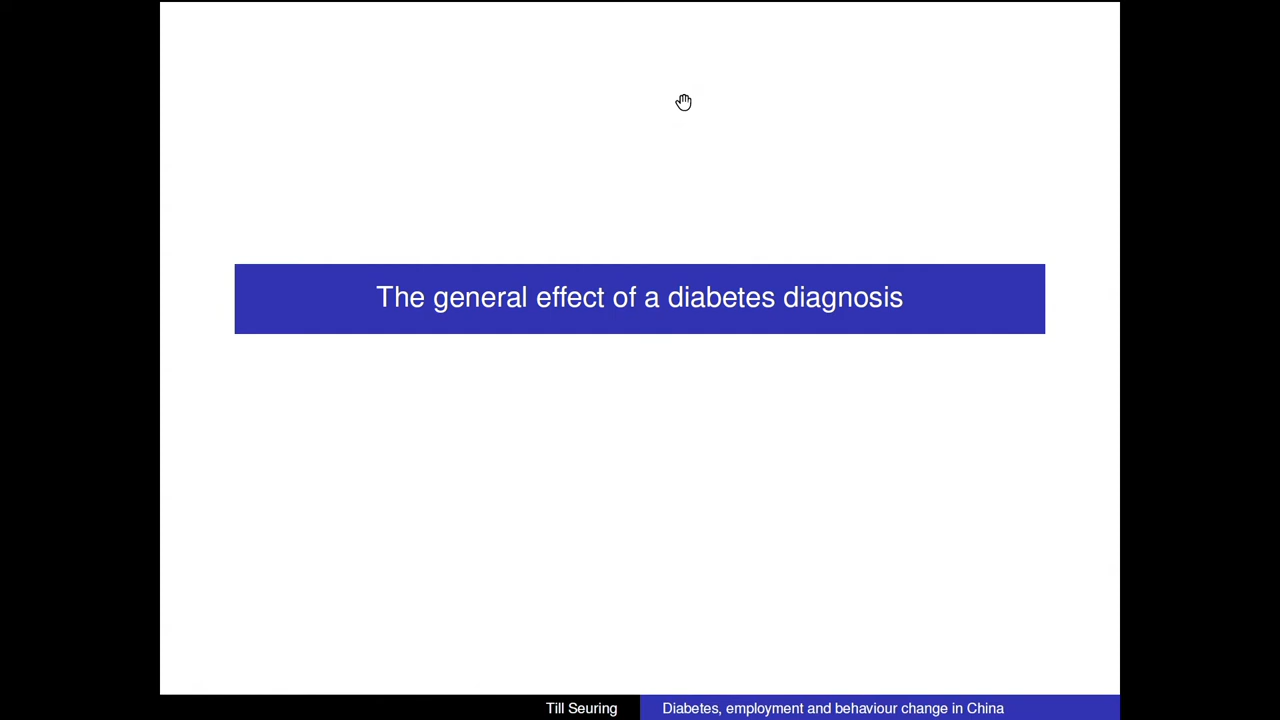 The general effect of a diabetes diagnosis
Till Seuring
Diabetes, employment and behaviour change in China